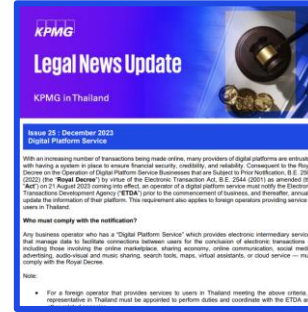 KPMG
Legal News Update
KPMG in Thailand
Issue 25 : December 2023
Digital Platform Service
With an increasing number of transactions being made online, many providers of digital platforms are entrusted
with having a system in place to ensure financial security, credibility, and reliability. Consequent to the Roy
Decree on the Operation of Digital Platform Service Businesses that are Subject to Prior Notification, B.E. 256
(2022) (the "Royal Decree") by virtue of the Electronic Transaction Act, B.E. 2544 (2001) as amended (th
"Act") on 21 August 2023 coming into effect, an operator of a digital platform service must notify the Electron
Transactions Development Agency ("ETDA") prior to the commencement of business, and thereafter, annua
update the information of their platform. This requirement also applies to foreign operators providing service
users in Thailand.
Who must comply with the notification?
Any business operator who has a "Digital Platform Service" which provides electronic intermediary servic
that manage data to facilitate connections between users for the conclusion of electronic transactions
including those involving the online marketplace, sharing economy, online communication, social med
advertising, audio-visual and music sharing, search tools, maps, virtual assistants, or cloud service — mu
comply with the Royal Decree.
Note:
• For a foreign operator that provides services to users in Thailand meeting the above criteria,
representative in Thailand must be appointed to perform duties and coordinate with the ETDA a